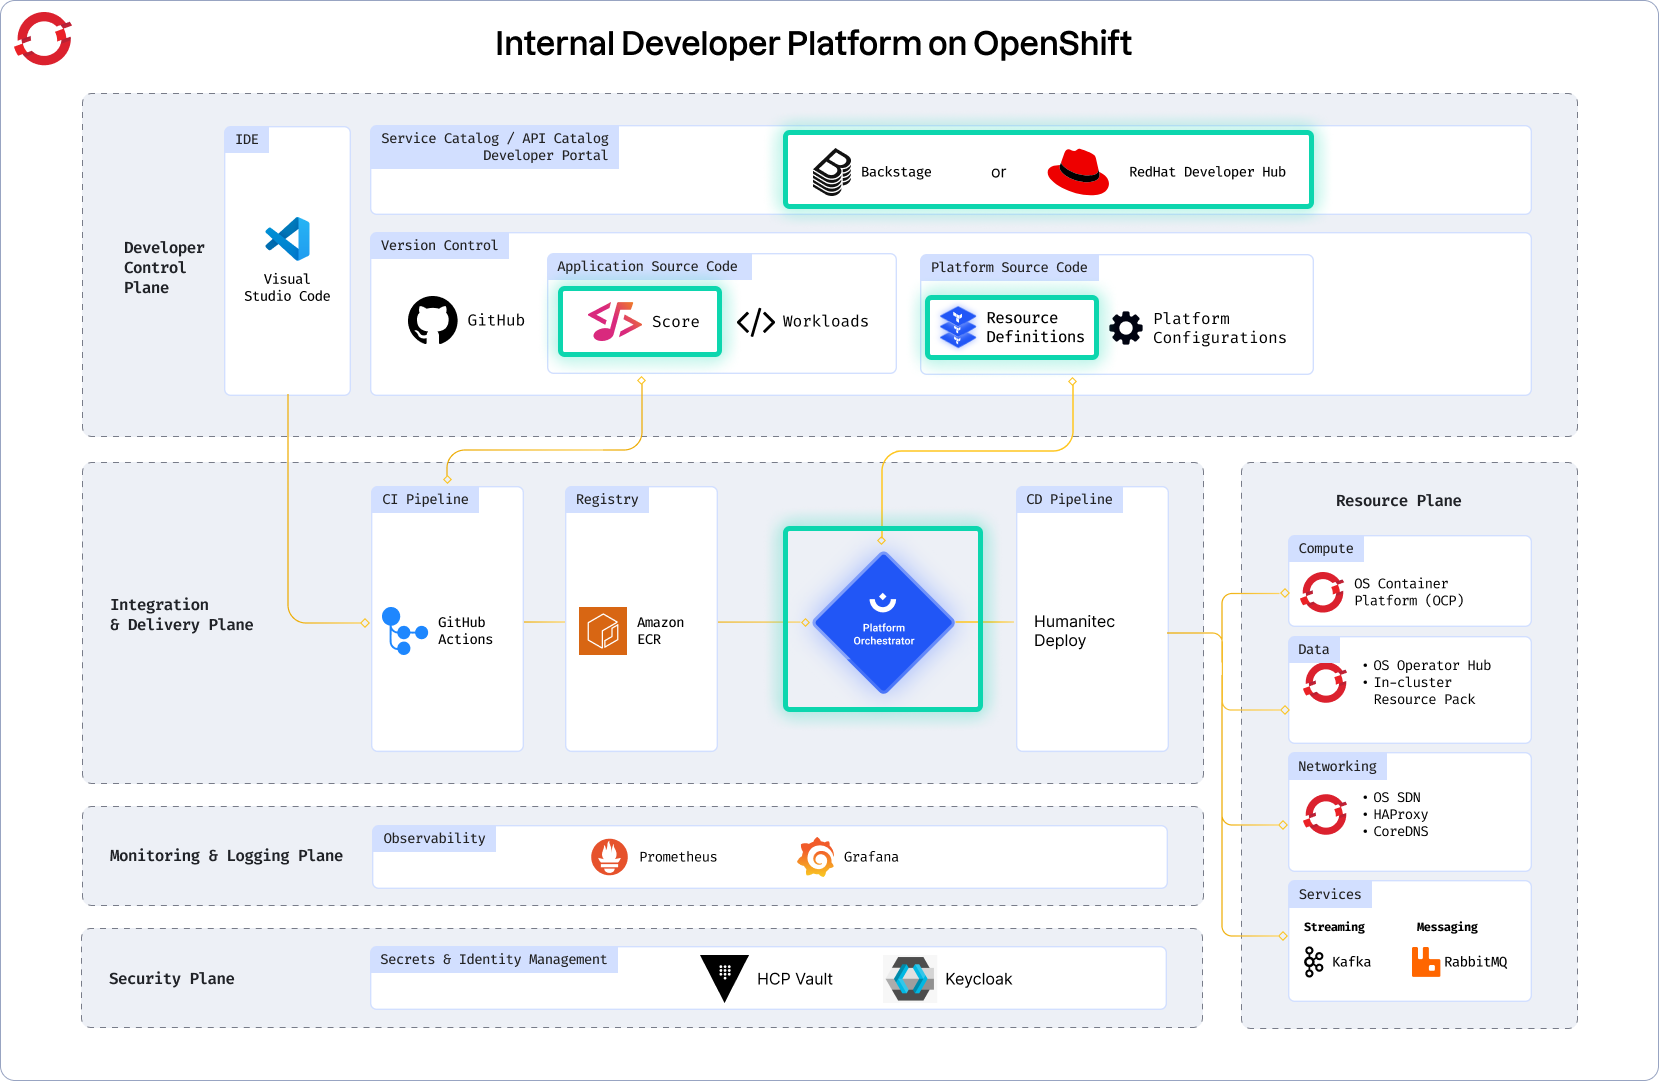 Internal Developer Platform on OpenShift
Developer
Control
Plane
IDE
Visual
Studio Code
Service Catalog / API Catalog
Developer Portal
Backstage
or
RedHat Developer Hub
Version Control
GitHub
Application Source Code
Score
Workloads
Platform Source Code
Resource
Definitions
Platform
Configurations
Integration
& Delivery Plane
CI Pipeline
GitHub
Actions
Registry
Amazon
ECR
Platform
Orchestrator
CD Pipeline
Humanitec
Deploy
Resource Plane
Compute
OS Container
Platform (OCP)
Data
• OS Operator Hub
• In-cluster
Resource Pack
Networking
• OS SDN
• HAProxy
• CoreDNS
Services
Streaming
Kafka
Messaging
RabbitMQ
Monitoring & Logging Plane
Observability
Prometheus
Grafana
Security Plane
Secrets & Identity Management
HCP Vault
Keycloak